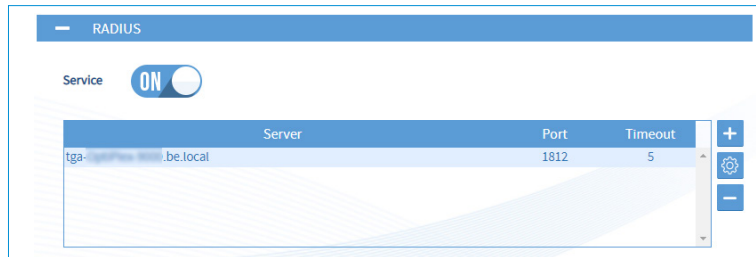 RADIUS
Service ON
Server Port Timeout
tga- .be.local 1812 5